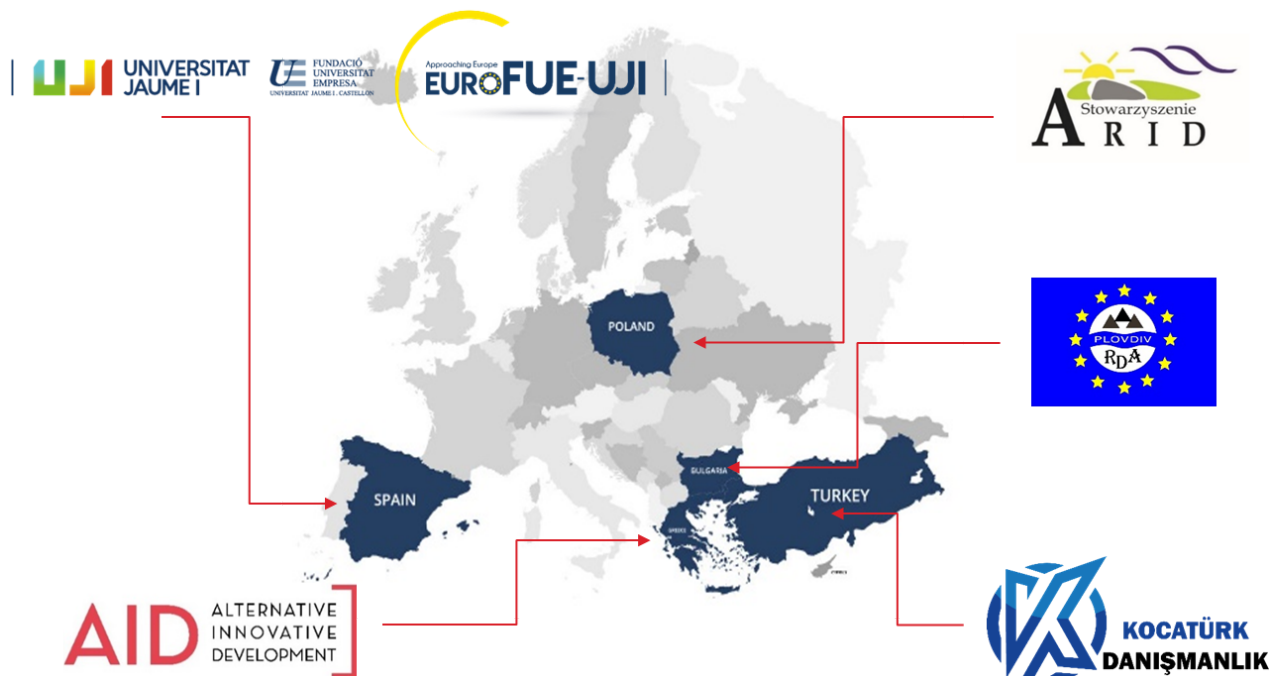 UNIVERSITAT
JAUME I
FUNDACIÓ
UNIVERSITAT
EMPRESA
UNIVERSITAT JAUME I . CASTELLÓN
Approaching Europe
EUROFUE-UJI
Stowarzyszenie
ARID
POLAND
PLOVDIV
RDA
BULGARIA
SPAIN
TURKEY
GREECE
AID
ALTERNATIVE
INNOVATIVE
DEVELOPMENT
KOCATÜRK
DANIŞMANLIK